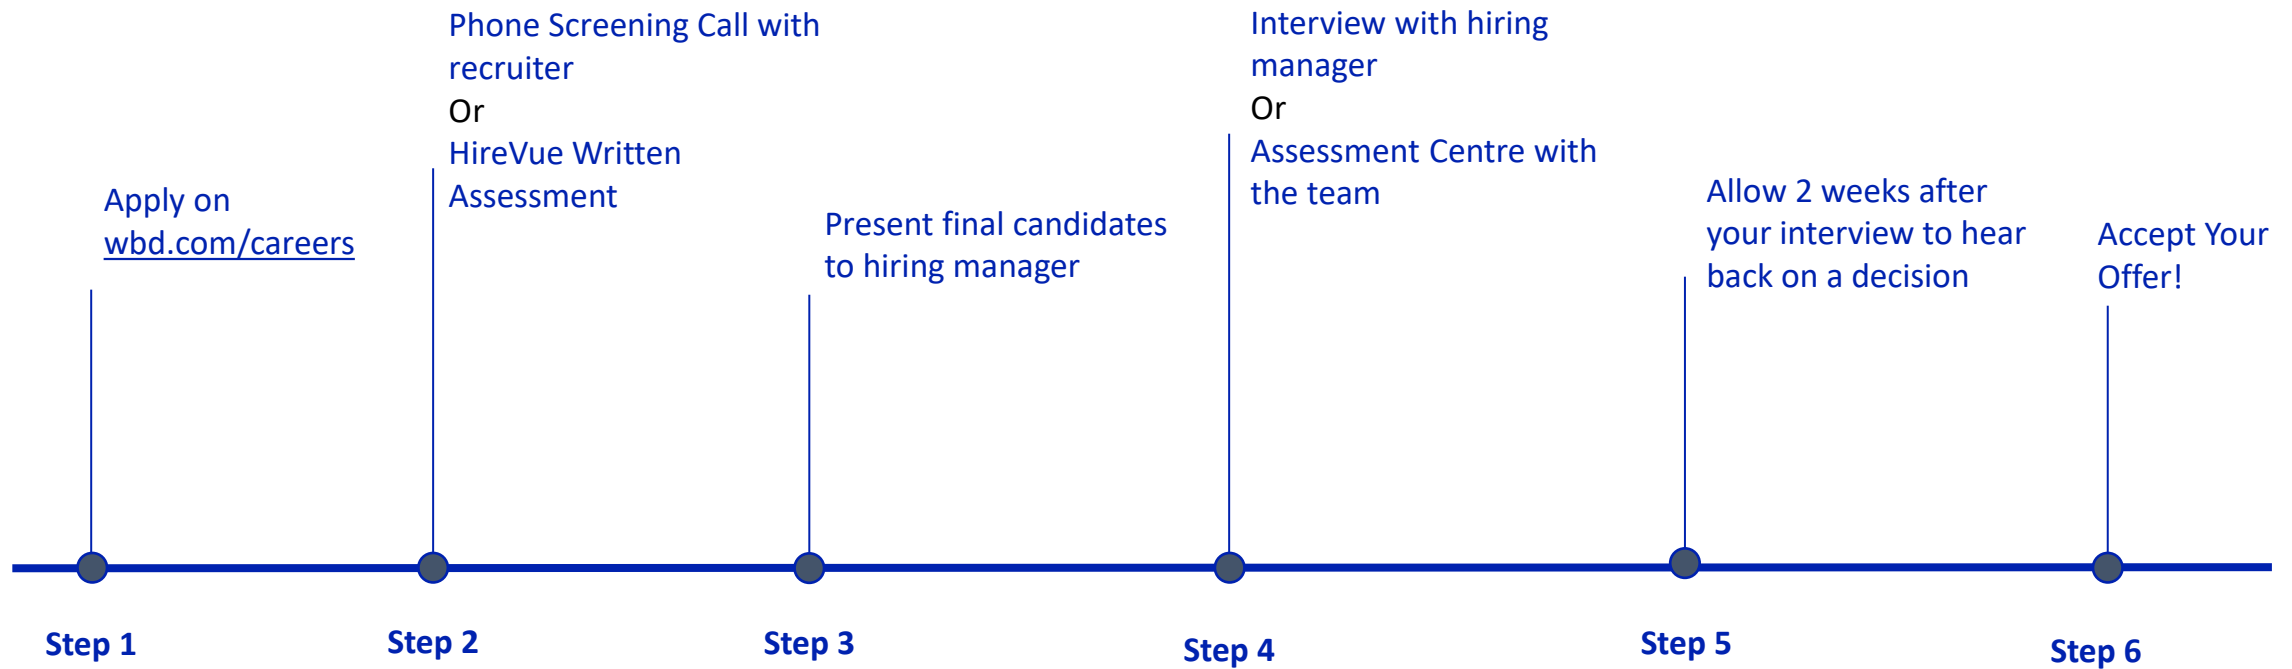 Apply on
wbd.com/careers
Phone Screening Call with
recruiter
Or
HireVue Written
Assessment
Present final candidates
to hiring manager
Interview with hiring
manager
Or
Assessment Centre with
the team
Allow 2 weeks after
your interview to hear
back on a decision
Accept Your
Offer!
Step 1
Step 2
Step 3
Step 4
Step 5
Step 6